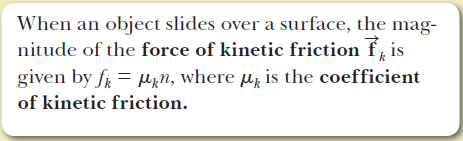 When an object slides over a surface, the mag-
nitude of the force of kinetic friction f⃗ₖ is
given by fₖ = μₖn, where μₖ is the coefficient
of kinetic friction.